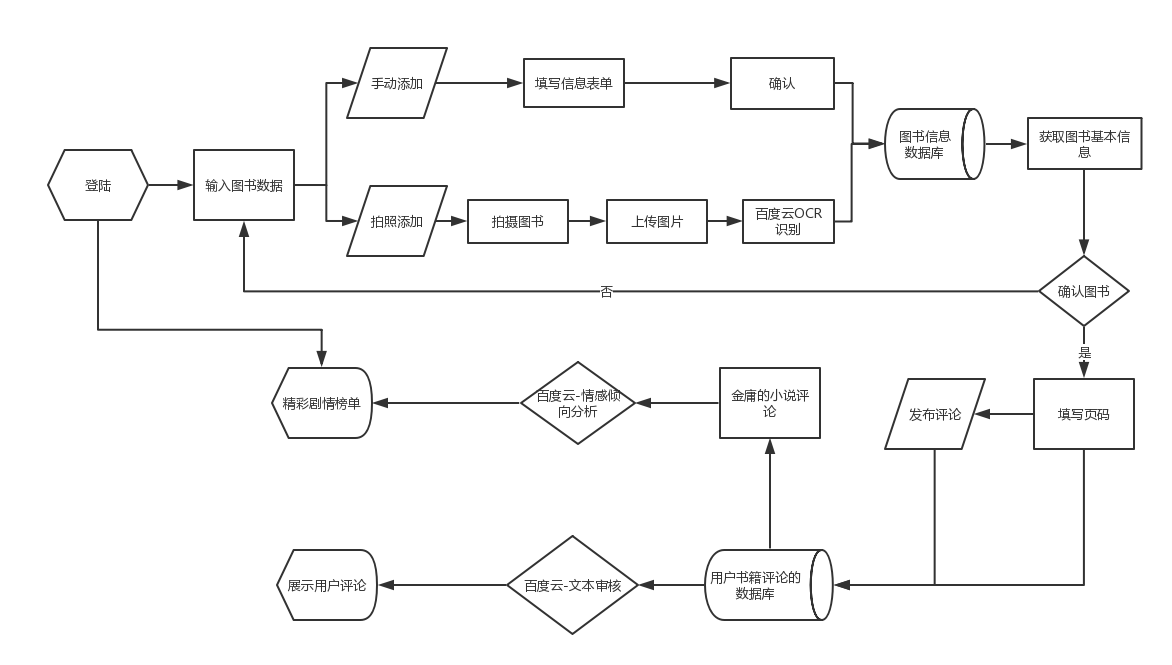 手动添加
填写信息表单
确认
图书信息
数据库
获取图书基本信
息
登陆
输入图书数据
拍照添加
拍摄图书
上传图片
百度云OCR
识别
否
确认图书
是
精彩剧情榜单
百度云-情感倾
向分析
金庸的小说评
论
发布评论
填写页码
展示用户评论
百度云-文本审核
用户书籍评论的
数据库